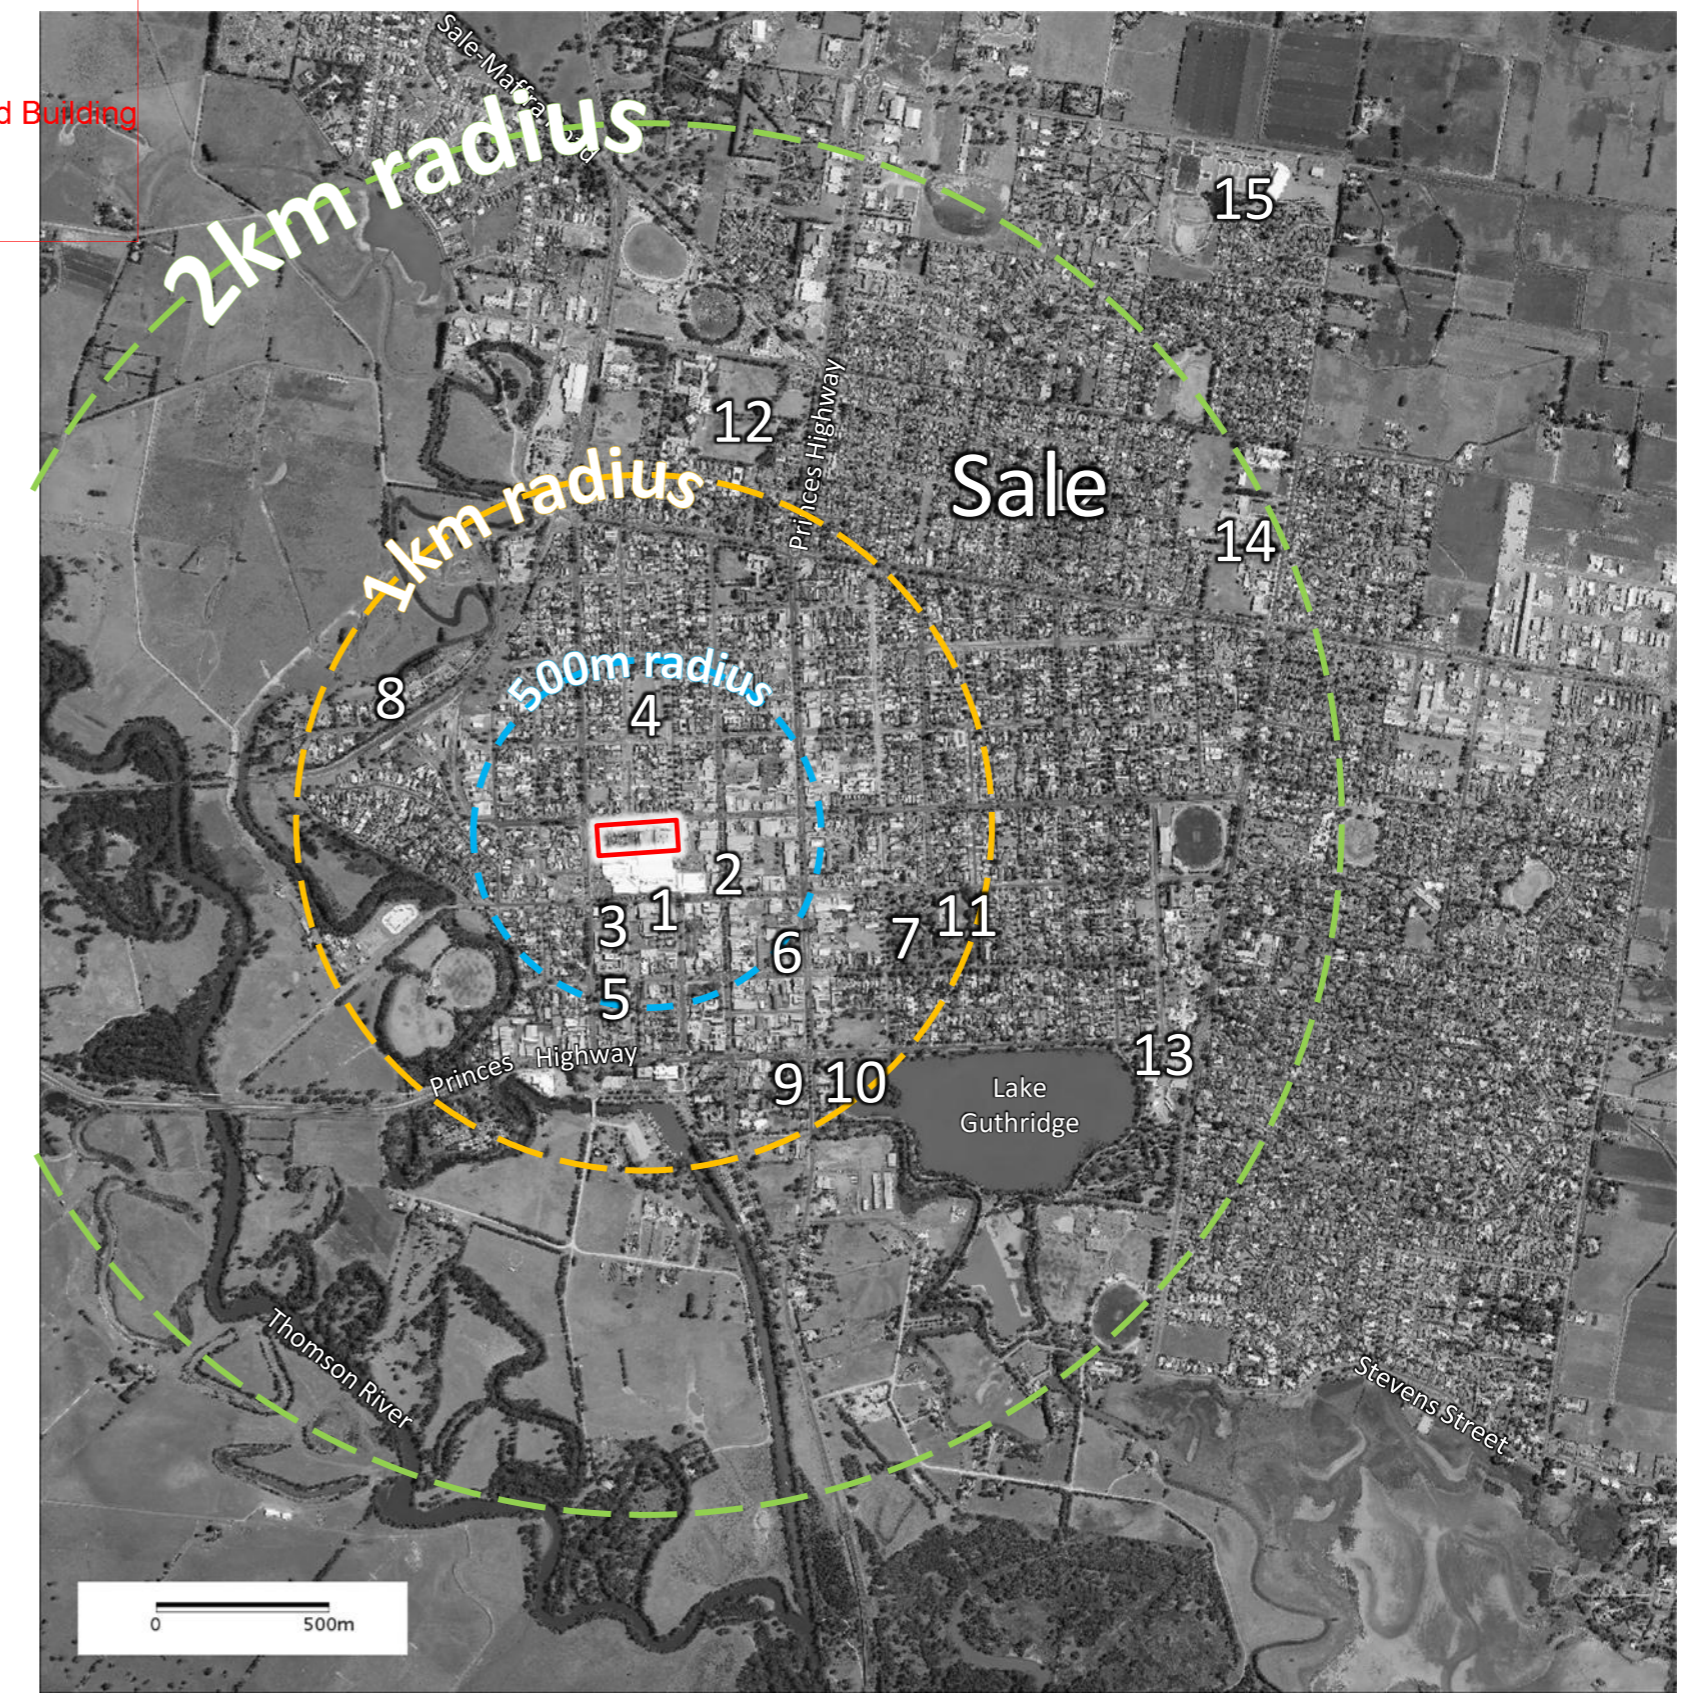 Sale-Maffra
d Building
2km radius
15
12
Princes Highway
Sale
1km radius
14
500m radius
8
4
2
1
3
11
7
6
5
13
Princes Highway
9
10
Lake
Guthridge
Thomson River
Stevens Street
0
500m